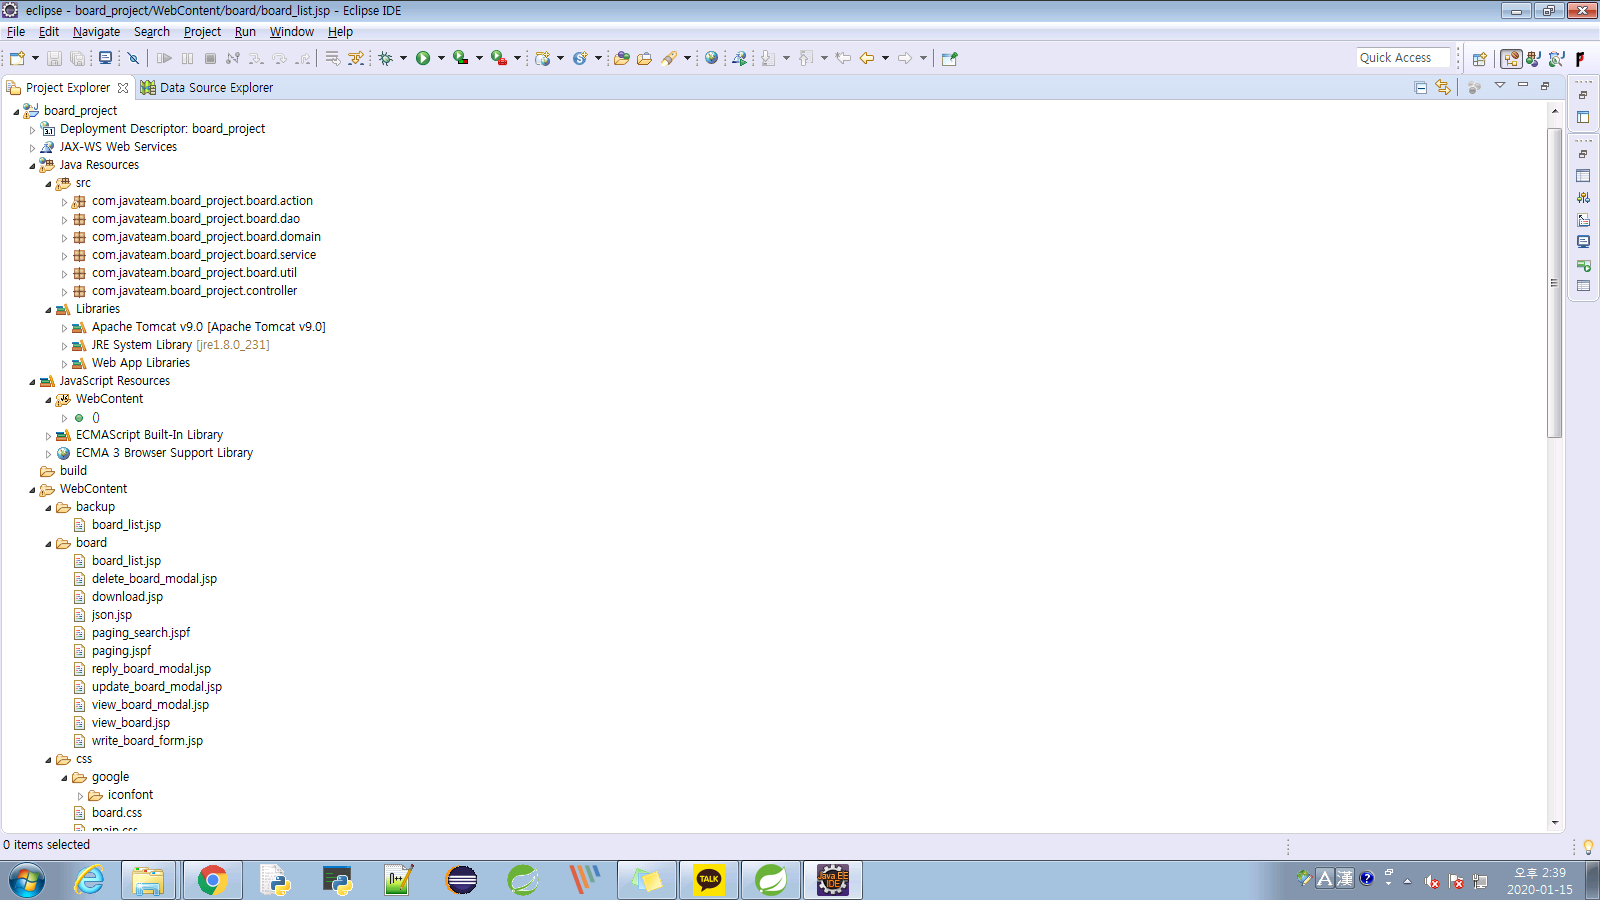 eclipse - board_project/WebContent/board/board_list.jsp - Eclipse IDE
File Edit Navigate Search Project Run Window Help
Quick Access
Project Explorer
Data Source Explorer
board_project
Deployment Descriptor: board_project
JAX-WS Web Services
Java Resources
src
com.javateam.board_project.board.action
com.javateam.board_project.board.dao
com.javateam.board_project.board.domain
com.javateam.board_project.board.service
com.javateam.board_project.board.util
com.javateam.board_project.controller
Libraries
Apache Tomcat v9.0 [Apache Tomcat v9.0]
JRE System Library [jre1.8.0_231]
Web App Libraries
JavaScript Resources
WebContent
()
ECMAScript Built-In Library
ECMA 3 Browser Support Library
build
WebContent
backup
board_list.jsp
board
board_list.jsp
delete_board_modal.jsp
download.jsp
json.jsp
paging_search.jspf
paging.jspf
reply_board_modal.jsp
update_board_modal.jsp
view_board_modal.jsp
view_board.jsp
write_board_form.jsp
css
google
iconfont
board.css
main.css
0 items selected
TALK
Java EE
IDE
A 漢
오후 2:39
2020-01-15